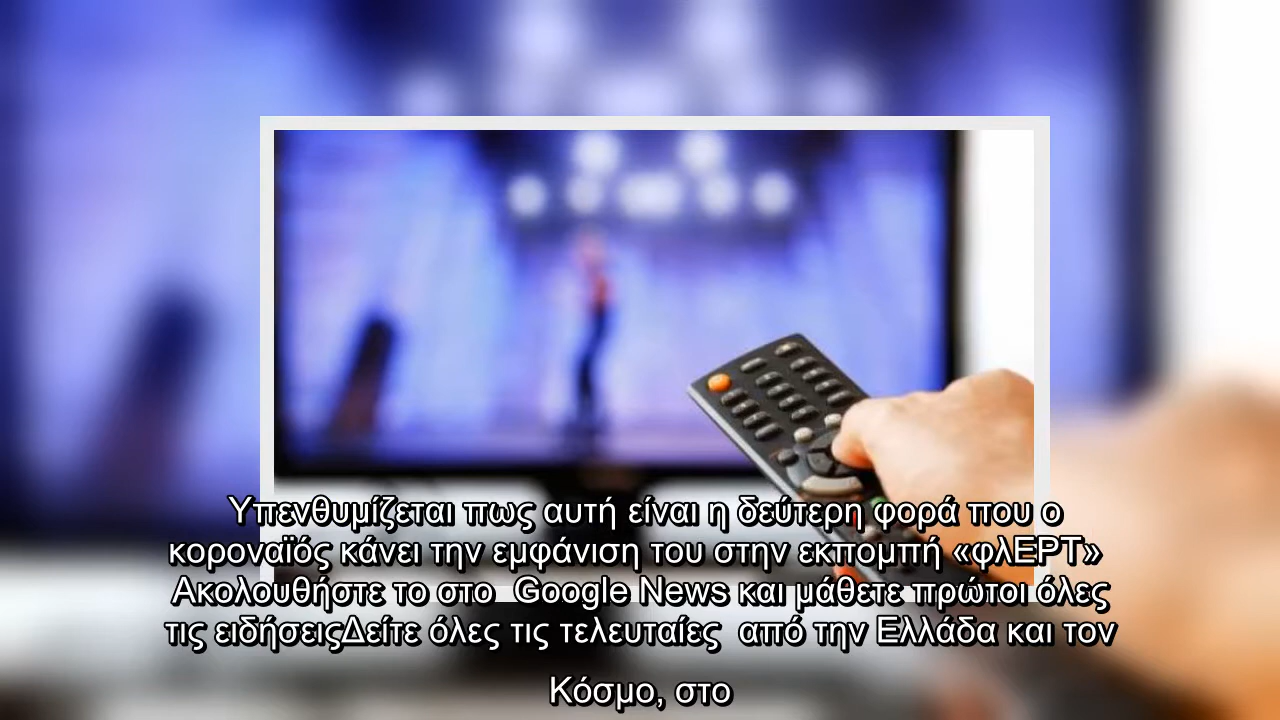 Υπενθυμίζεται πως αυτή είναι η δεύτερη φορά που ο
κοροναϊός κάνει την εμφάνιση του στην εκπομπή «φλΕΡΤ»
Ακολουθήστε το στο  Google News και μάθετε πρώτοι όλες
τις ειδήσειςΔείτε όλες τις τελευταίες  από την Ελλάδα και τον
Κόσμο, στο